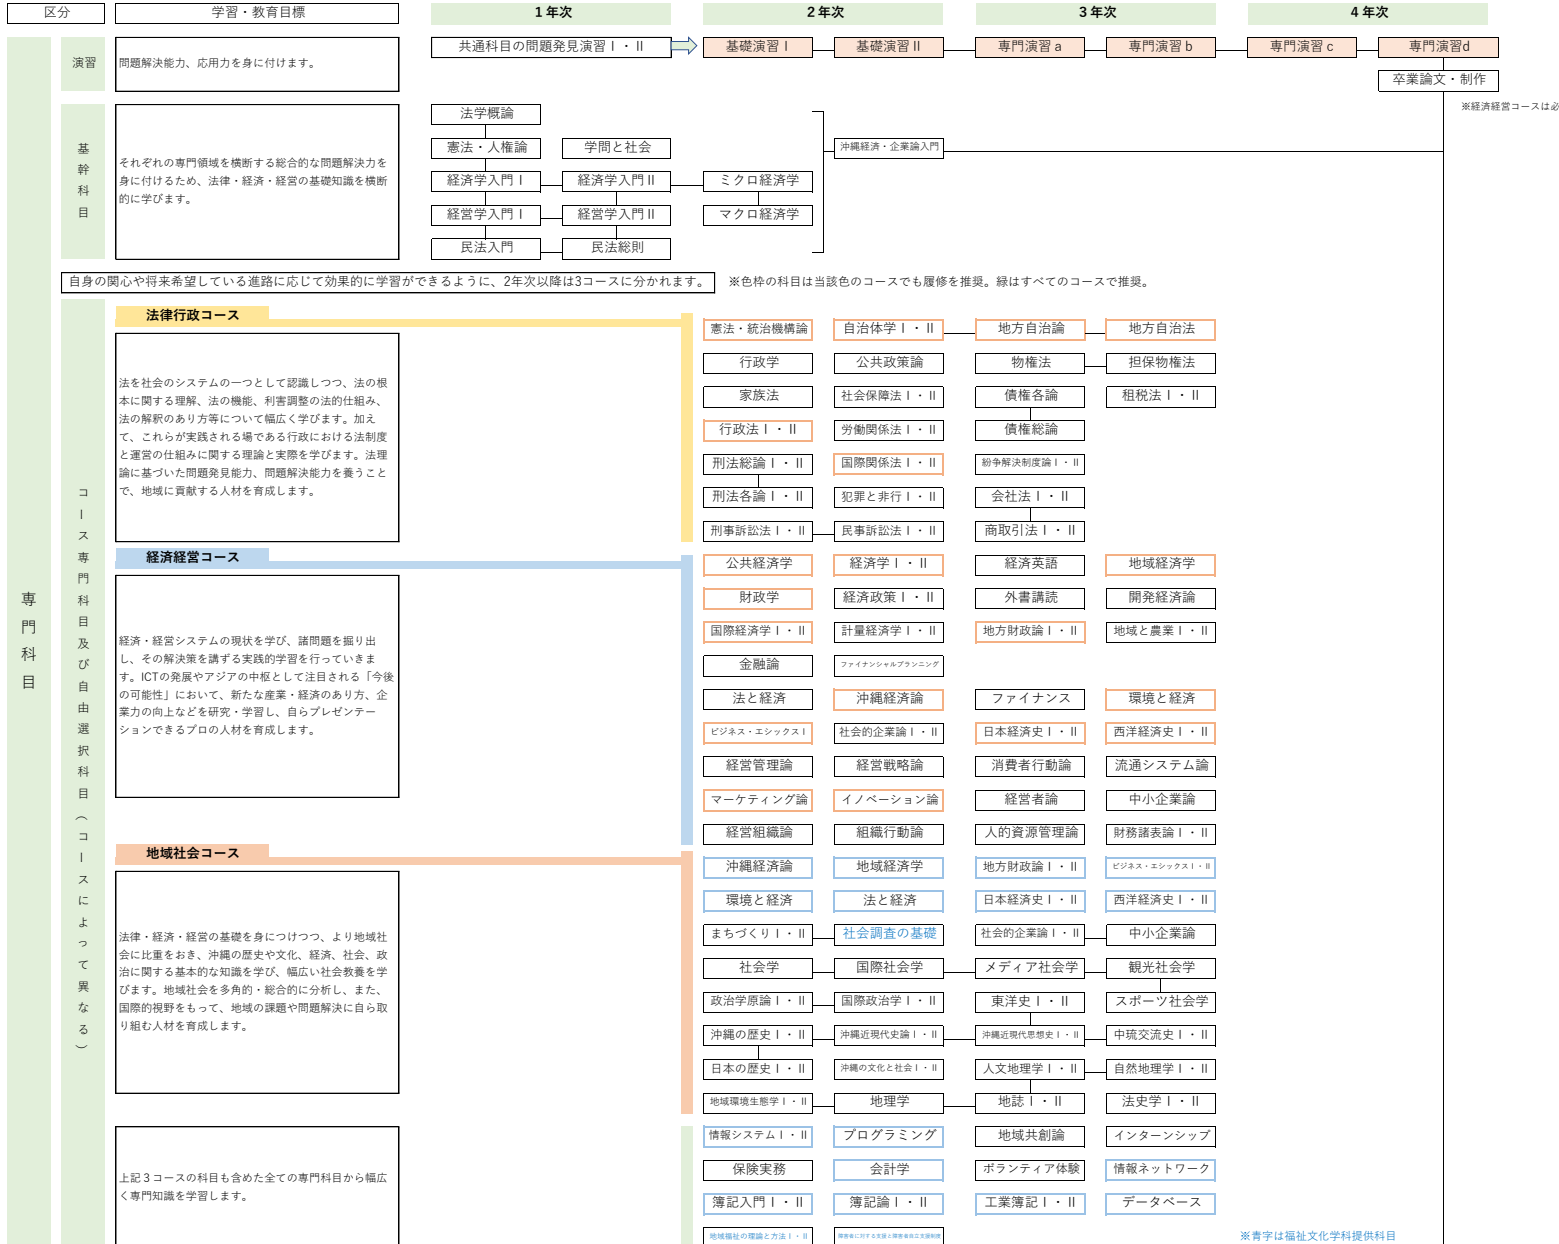 区分 学習・教育目標 1 年次 2 年次 3 年次 4 年次
専門科目
演習
問題解決能力、応用力を身に付けます。
共通科目の問題発見演習Ⅰ・Ⅱ 基礎演習Ⅰ 基礎演習Ⅱ 専門演習 a 専門演習 b 専門演習 c 専門演習d
卒業論文・制作
※経済経営コースは必
基幹科目
それぞれの専門領域を横断する総合的な問題解決力を
身に付けるため、法律・経済・経営の基礎知識を横断
的に学びます。
法学概論
憲法・人権論 学問と社会 沖縄経済・企業論入門
経済学入門Ⅰ 経済学入門Ⅱ ミクロ経済学
経営学入門Ⅰ 経営学入門Ⅱ マクロ経済学
民法入門 民法総則
自身の関心や将来希望している進路に応じて効果的に学習ができるように、2年次以降は3コースに分かれます。 ※色枠の科目は当該色のコースでも履修を推奨。緑はすべてのコースで推奨。
コース専門科目及び自由選択科目（コースによって異なる）
法律行政コース
法を社会のシステムの一つとして認識しつつ、法の根
本に関する理解、法の機能、利害調整の法的仕組み、
法の解釈のあり方等について幅広く学びます。加え
て、これらが実践される場である行政における法制度
と運営の仕組みに関する理論と実際を学びます。法理
論に基づいた問題発見能力、問題解決能力を養うこと
で、地域に貢献する人材を育成します。
憲法・統治機構論 自治体学Ⅰ・Ⅱ 地方自治論 地方自治法
行政学 公共政策論 物権法 担保物権法
家族法 社会保障法Ⅰ・Ⅱ 債権各論 租税法Ⅰ・Ⅱ
行政法Ⅰ・Ⅱ 労働関係法Ⅰ・Ⅱ 債権総論
刑法総論Ⅰ・Ⅱ 国際関係法Ⅰ・Ⅱ 紛争解決制度論Ⅰ・Ⅱ
刑法各論Ⅰ・Ⅱ 犯罪と非行Ⅰ・Ⅱ 会社法Ⅰ・Ⅱ
刑事訴訟法Ⅰ・Ⅱ 民事訴訟法Ⅰ・Ⅱ 商取引法Ⅰ・Ⅱ
経済経営コース
経済・経営システムの現状を学び、諸問題を掘り出
し、その解決策を講ずる実践的学習を行っていきま
す。ICTの発展やアジアの中枢として注目される「今後
の可能性」において、新たな産業・経済のあり方、企
業力の向上などを研究・学習し、自らプレゼンテー
ションできるプロの人材を育成します。
公共経済学 経済学Ⅰ・Ⅱ 経済英語 地域経済学
財政学 経済政策Ⅰ・Ⅱ 外書講読 開発経済論
国際経済学Ⅰ・Ⅱ 計量経済学Ⅰ・Ⅱ 地方財政論Ⅰ・Ⅱ 地域と農業Ⅰ・Ⅱ
金融論 ファイナンシャルプランニング
法と経済 沖縄経済論 ファイナンス 環境と経済
ビジネス・エシックスⅠ 社会的企業論Ⅰ・Ⅱ 日本経済史Ⅰ・Ⅱ 西洋経済史Ⅰ・Ⅱ
経営管理論 経営戦略論 消費者行動論 流通システム論
マーケティング論 イノベーション論 経営者論 中小企業論
経営組織論 組織行動論 人的資源管理論 財務諸表論Ⅰ・Ⅱ
地域社会コース
法律・経済・経営の基礎を身につけつつ、より地域社
会に比重をおき、沖縄の歴史や文化、経済、社会、政
治に関する基本的な知識を学び、幅広い社会教養を学
びます。地域社会を多角的・総合的に分析し、また、
国際的視野をもって、地域の課題や問題解決に自ら取
り組む人材を育成します。
沖縄経済論 地域経済学 地方財政論Ⅰ・Ⅱ ビジネス・エシックスⅠ・Ⅱ
環境と経済 法と経済 日本経済史Ⅰ・Ⅱ 西洋経済史Ⅰ・Ⅱ
まちづくりⅠ・Ⅱ 社会調査の基礎 社会的企業論Ⅰ・Ⅱ 中小企業論
社会学 国際社会学 メディア社会学 観光社会学
政治学原論Ⅰ・Ⅱ 国際政治学Ⅰ・Ⅱ 東洋史Ⅰ・Ⅱ スポーツ社会学
沖縄の歴史Ⅰ・Ⅱ 沖縄近現代史論Ⅰ・Ⅱ 沖縄近現代思想史Ⅰ・Ⅱ 中琉交流史Ⅰ・Ⅱ
日本の歴史Ⅰ・Ⅱ 沖縄の文化と社会Ⅰ・Ⅱ 人文地理学Ⅰ・Ⅱ 自然地理学Ⅰ・Ⅱ
地域環境生態学Ⅰ・Ⅱ 地理学 地誌Ⅰ・Ⅱ 法史学Ⅰ・Ⅱ
上記３コースの科目も含めた全ての専門科目から幅広
く専門知識を学習します。
情報システムⅠ・Ⅱ プログラミング 地域共創論 インターンシップ
保険実務 会計学 ボランティア体験 情報ネットワーク
簿記入門Ⅰ・Ⅱ 簿記論Ⅰ・Ⅱ 工業簿記Ⅰ・Ⅱ データベース
地域福祉の理論と方法Ⅰ・Ⅱ 障害者に対する支援と障害者自立支援制度
※青字は福祉文化学科提供科目